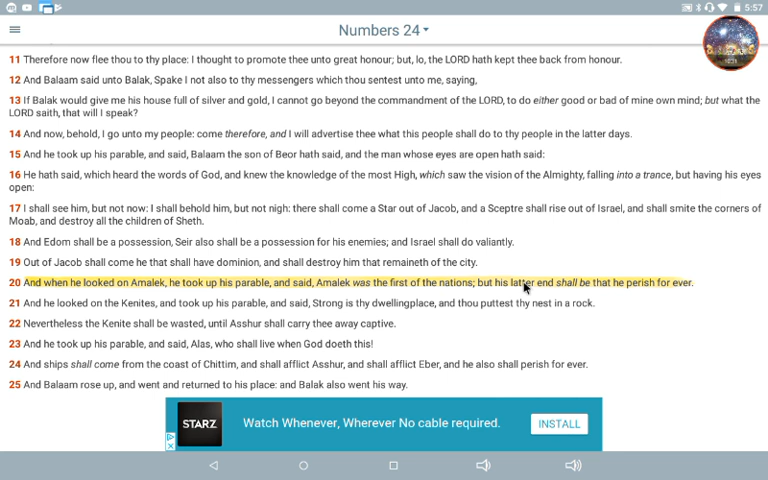 5:57
Numbers 24
11 Therefore now flee thou to thy place: I thought to promote thee unto great honour; but, lo, the LORD hath kept thee back from honour.
12 And Balaam said unto Balak, Spake I not also to thy messengers which thou sentest unto me, saying,
13 If Balak would give me his house full of silver and gold, I cannot go beyond the commandment of the LORD, to do either good or bad of mine own mind; but what the
LORD saith, that will I speak?
14 And now, behold, I go unto my people: come therefore, and I will advertise thee what this people shall do to thy people in the latter days.
15 And he took up his parable, and said, Balaam the son of Beor hath said, and the man whose eyes are open hath said:
16 He hath said, which heard the words of God, and knew the knowledge of the most High, which saw the vision of the Almighty, falling into a trance, but having his eyes
open:
17 I shall see him, but not now: I shall behold him, but not nigh: there shall come a Star out of Jacob, and a Sceptre shall rise out of Israel, and shall smite the corners of
Moab, and destroy all the children of Sheth.
18 And Edom shall be a possession, Seir also shall be a possession for his enemies; and Israel shall do valiantly.
19 Out of Jacob shall come he that shall have dominion, and shall destroy him that remaineth of the city.
20 And when he looked on Amalek, he took up his parable, and said, Amalek was the first of the nations; but his latter end shall be that he perish for ever.
21 And he looked on the Kenites, and took up his parable, and said, Strong is thy dwellingplace, and thou puttest thy nest in a rock.
22 Nevertheless the Kenite shall be wasted, until Asshur shall carry thee away captive.
23 And he took up his parable, and said, Alas, who shall live when God doeth this!
24 And ships shall come from the coast of Chittim, and shall afflict Asshur, and shall afflict Eber, and he also shall perish for ever.
25 And Balaam rose up, and went and returned to his place: and Balak also went his way.
STARZ
Watch Whenever, Wherever No cable required.
INSTALL